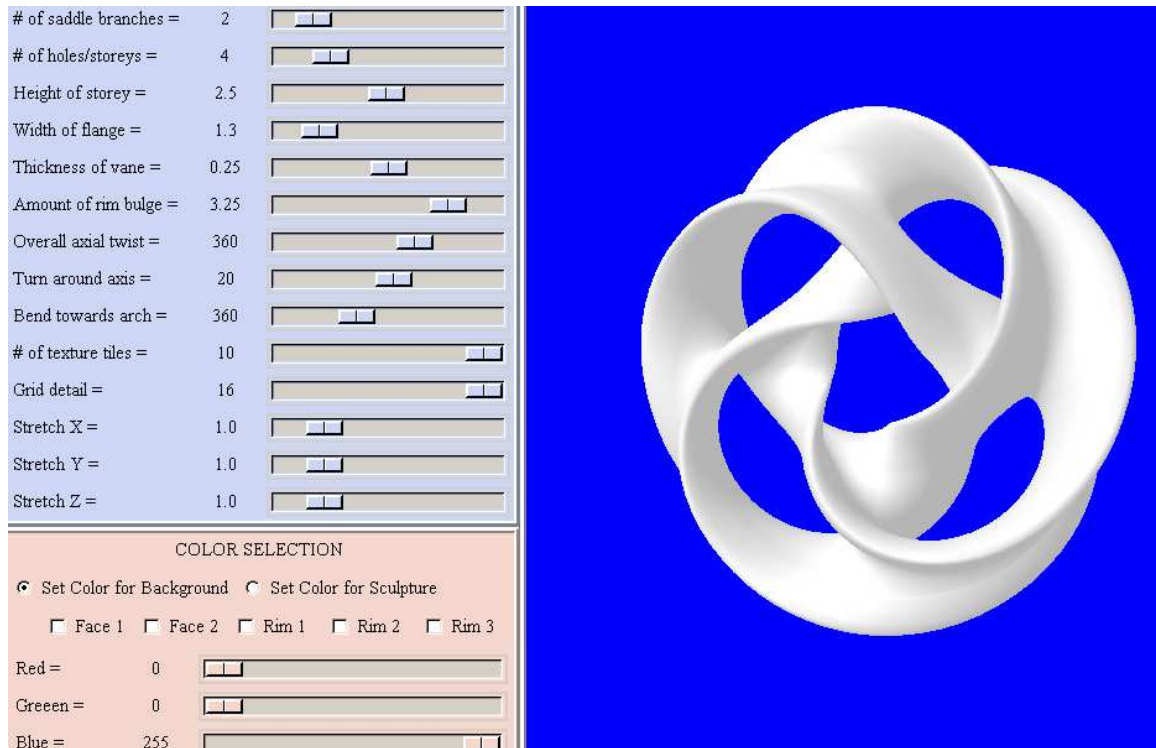 # of saddle branches = 2
# of holes/storeys = 4
Height of storey = 2.5
Width of flange = 1.3
Thickness of vane = 0.25
Amount of rim bulge = 3.25
Overall axial twist = 360
Turn around axis = 20
Bend towards arch = 360
# of texture tiles = 10
Grid detail = 16
Stretch X = 1.0
Stretch Y = 1.0
Stretch Z = 1.0
COLOR SELECTION
Set Color for Background Set Color for Sculpture
Face 1 Face 2 Rim 1 Rim 2 Rim 3
Red = 0
Greeen = 0
Blue = 255